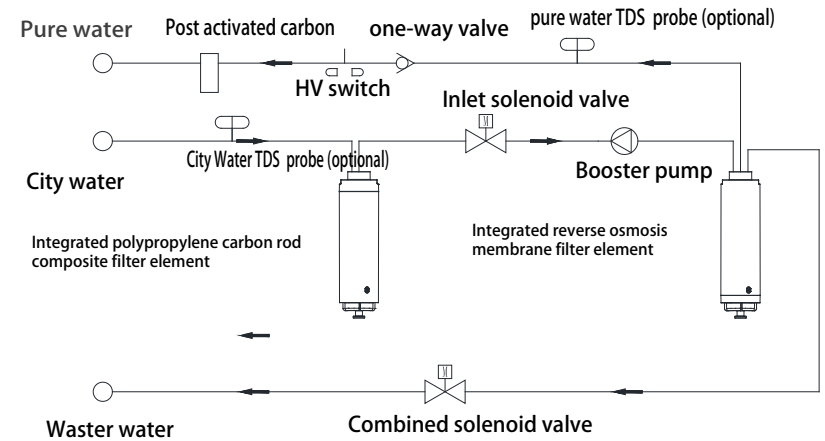 Pure water
Post activated carbon
one-way valve
pure water TDS probe (optional)
HV switch
Inlet solenoid valve
City Water TDS probe (optional)
City water
Booster pump
Integrated polypropylene carbon rod
composite filter element
Integrated reverse osmosis
membrane filter element
Waster water
Combined solenoid valve